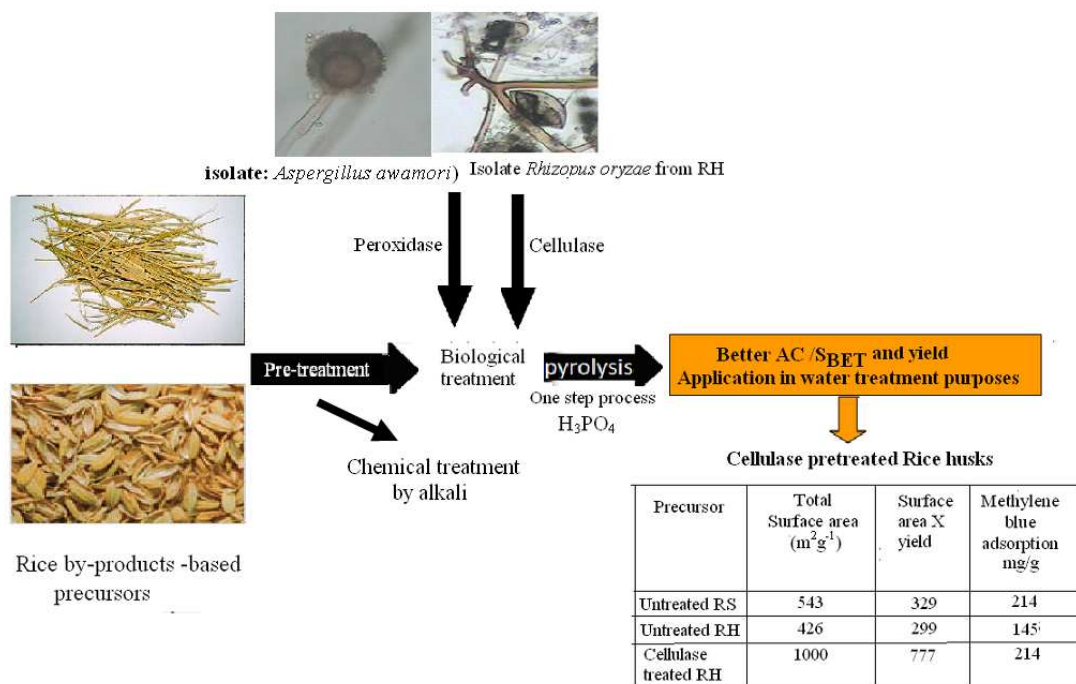 isolate: Aspergillus awamori)
Isolate Rhizopus oryzae from RH
Peroxidase
Cellulase
Pre-treatment
Biological
treatment
pyrolysis
One step process
H₃PO₄
Better AC /S_BET and yield
Application in water treatment purposes
Chemical treatment
by alkali
Rice by-products -based
precursors
Cellulase pretreated Rice husks
Precursor
Total
Surface area
(m²g⁻¹)
Surface
area X
yield
Methylene
blue
adsorption
mg/g
Untreated RS 543 329 214
Untreated RH 426 299 145
Cellulase
treated RH 1000 777 214